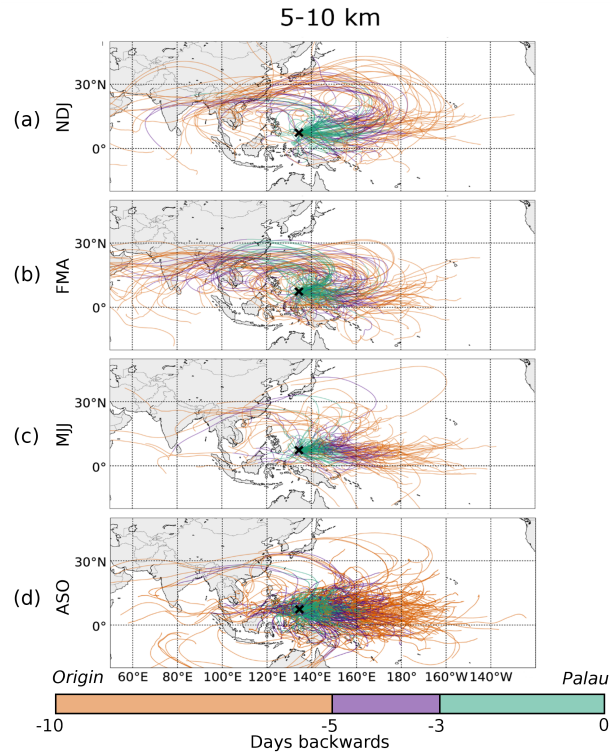 5-10 km
(a) NDJ
30°N
0°
(b) FMA
30°N
0°
(c) MJJ
30°N
0°
(d) ASO
30°N
0°
60°E 80°E 100°E 120°E 140°E 160°E 180° 160°W 140°W
Origin Palau
-10 -5 -3 0
Days backwards